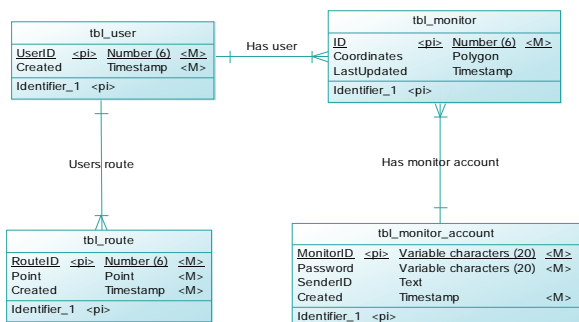 tbl_user
UserID <pi> Number (6) <M>
Created Timestamp <M>
Identifier_1 <pi>
Has user
tbl_monitor
ID <pi> Number (6) <M>
Coordinates Polygon
LastUpdated Timestamp
Identifier_1 <pi>
Users route
Has monitor account
tbl_route
RouteID <pi> Number (6) <M>
Point Point <M>
Created Timestamp <M>
Identifier_1 <pi>
tbl_monitor_account
MonitorID <pi> Variable characters (20) <M>
Password Variable characters (20) <M>
SenderID Text
Created Timestamp <M>
Identifier_1 <pi>